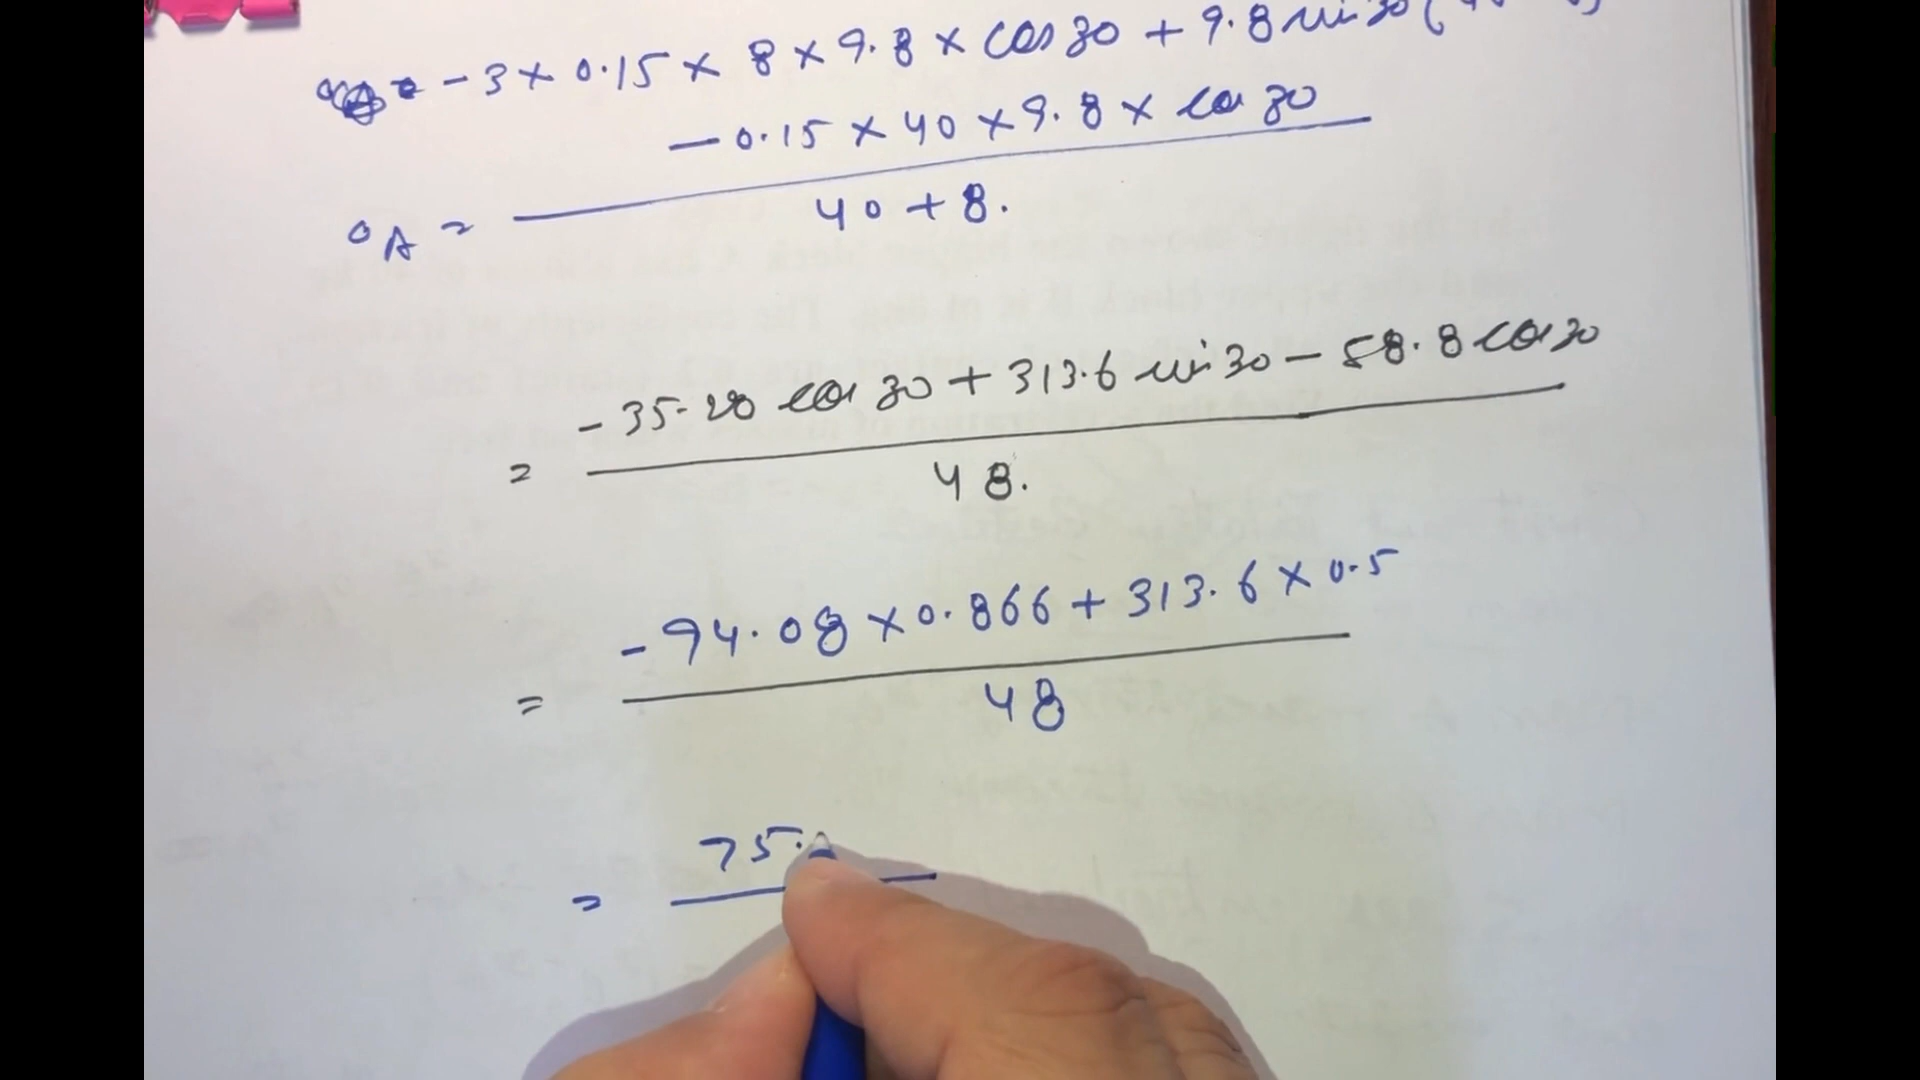 = - 3 × 0.15 × 8 × 9.8 × cos 30 + 9.8 sin 30 (
- 0.15 × 40 × 9.8 × cos 30
a_A =
40 + 8.
- 35.28 cos 30 + 313.6 sin 30 - 58.8 cos 30
=
48.
- 94.08 × 0.866 + 313.6 × 0.5
=
48
75.
=